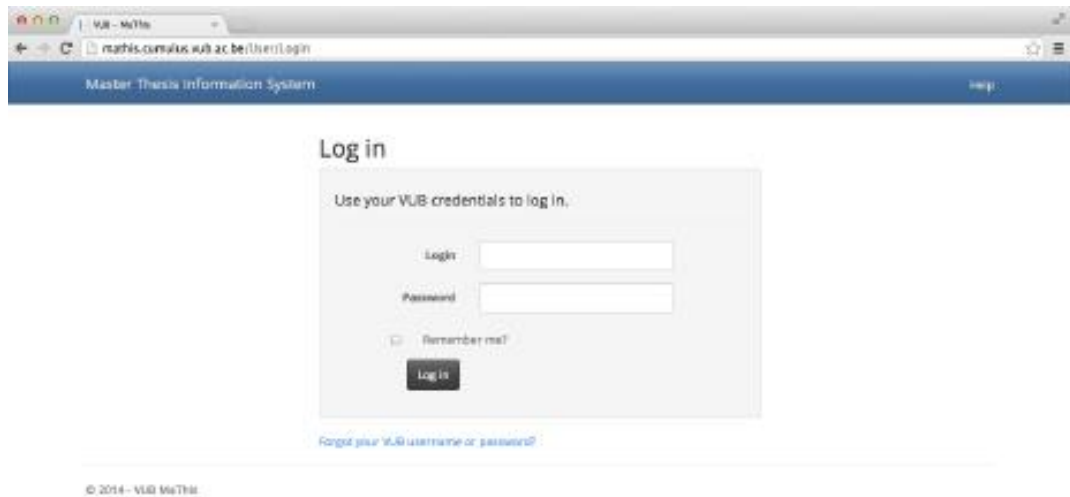 VUB - MaThis
mathis.cumulus.vub.ac.be/User/Login
Master Thesis Information System
Help
Log in
Use your VUB credentials to log in.
Login
Password
Remember me?
Log in
Forgot your VUB username or password?
© 2014 - VUB MaThis